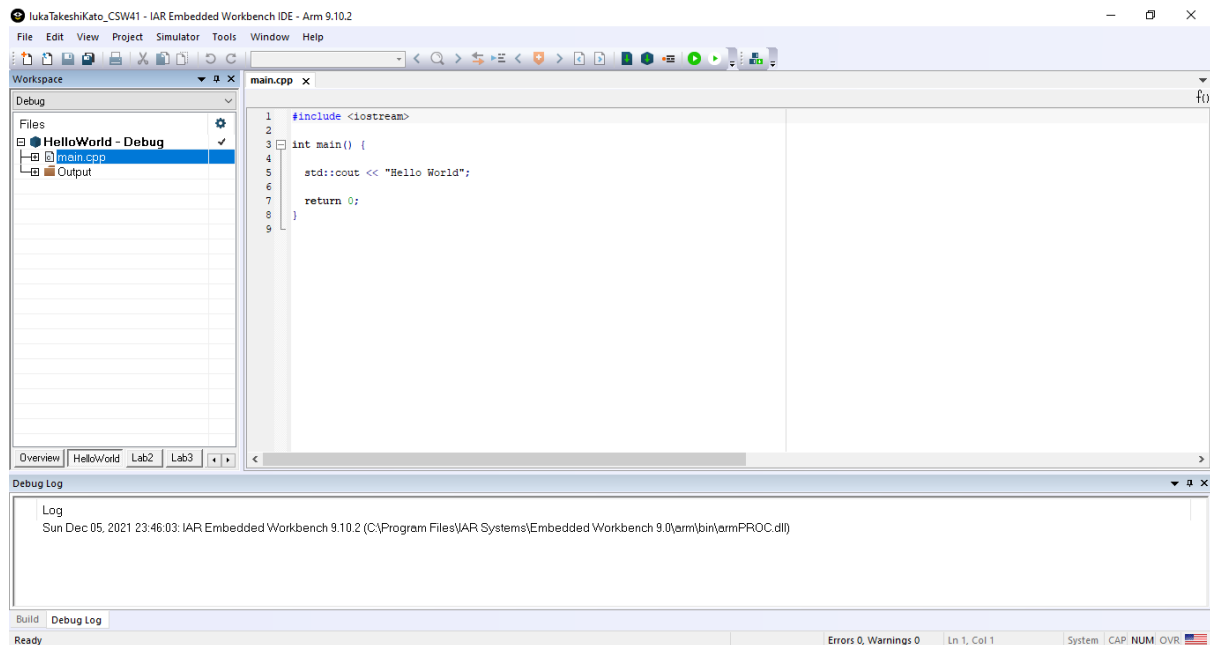 IukaTakeshiKato_CSW41 - IAR Embedded Workbench IDE - Arm 9.10.2
File Edit View Project Simulator Tools Window Help
Workspace
main.cpp
Debug
f()
Files
HelloWorld - Debug
main.cpp
Output
1 #include <iostream>
2
3 int main() {
4
5 std::cout << "Hello World";
6
7 return 0;
8 }
9
Overview HelloWorld Lab2 Lab3
Debug Log
Log
Sun Dec 05, 2021 23:46:03: IAR Embedded Workbench 9.10.2 (C:\Program Files\IAR Systems\Embedded Workbench 9.0\arm\bin\armPROC.dll)
Build Debug Log
Ready Errors 0, Warnings 0 Ln 1, Col 1 System CAP NUM OVR